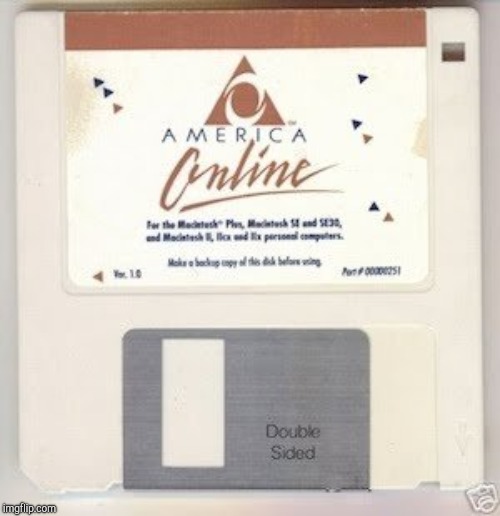 AMERICA
Online
For the Macintosh® Plus, Macintosh SE and SE30,
and Macintosh II, IIcx and IIx personal computers.
Make a backup copy of this disk before using.
Ver. 1.0
Part # 00000251
Double
Sided
imgflip.com